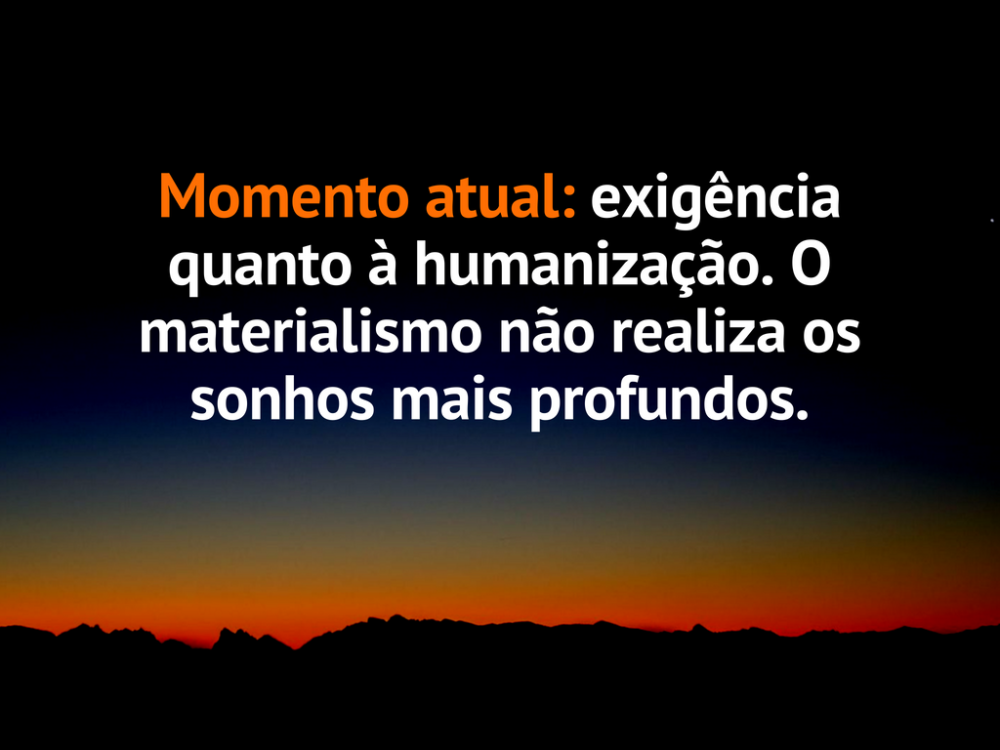 Momento atual: exigência
quanto à humanização. O
materialismo não realiza os
sonhos mais profundos.